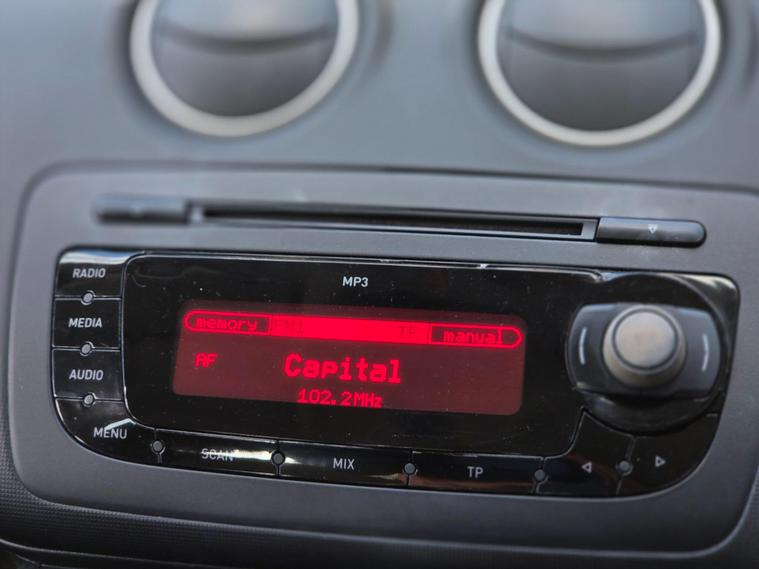 MP3
RADIO
MEDIA
AUDIO
MENU
memory FM1 TP manual
AF Capital
102.2MHz
SCAN MIX TP